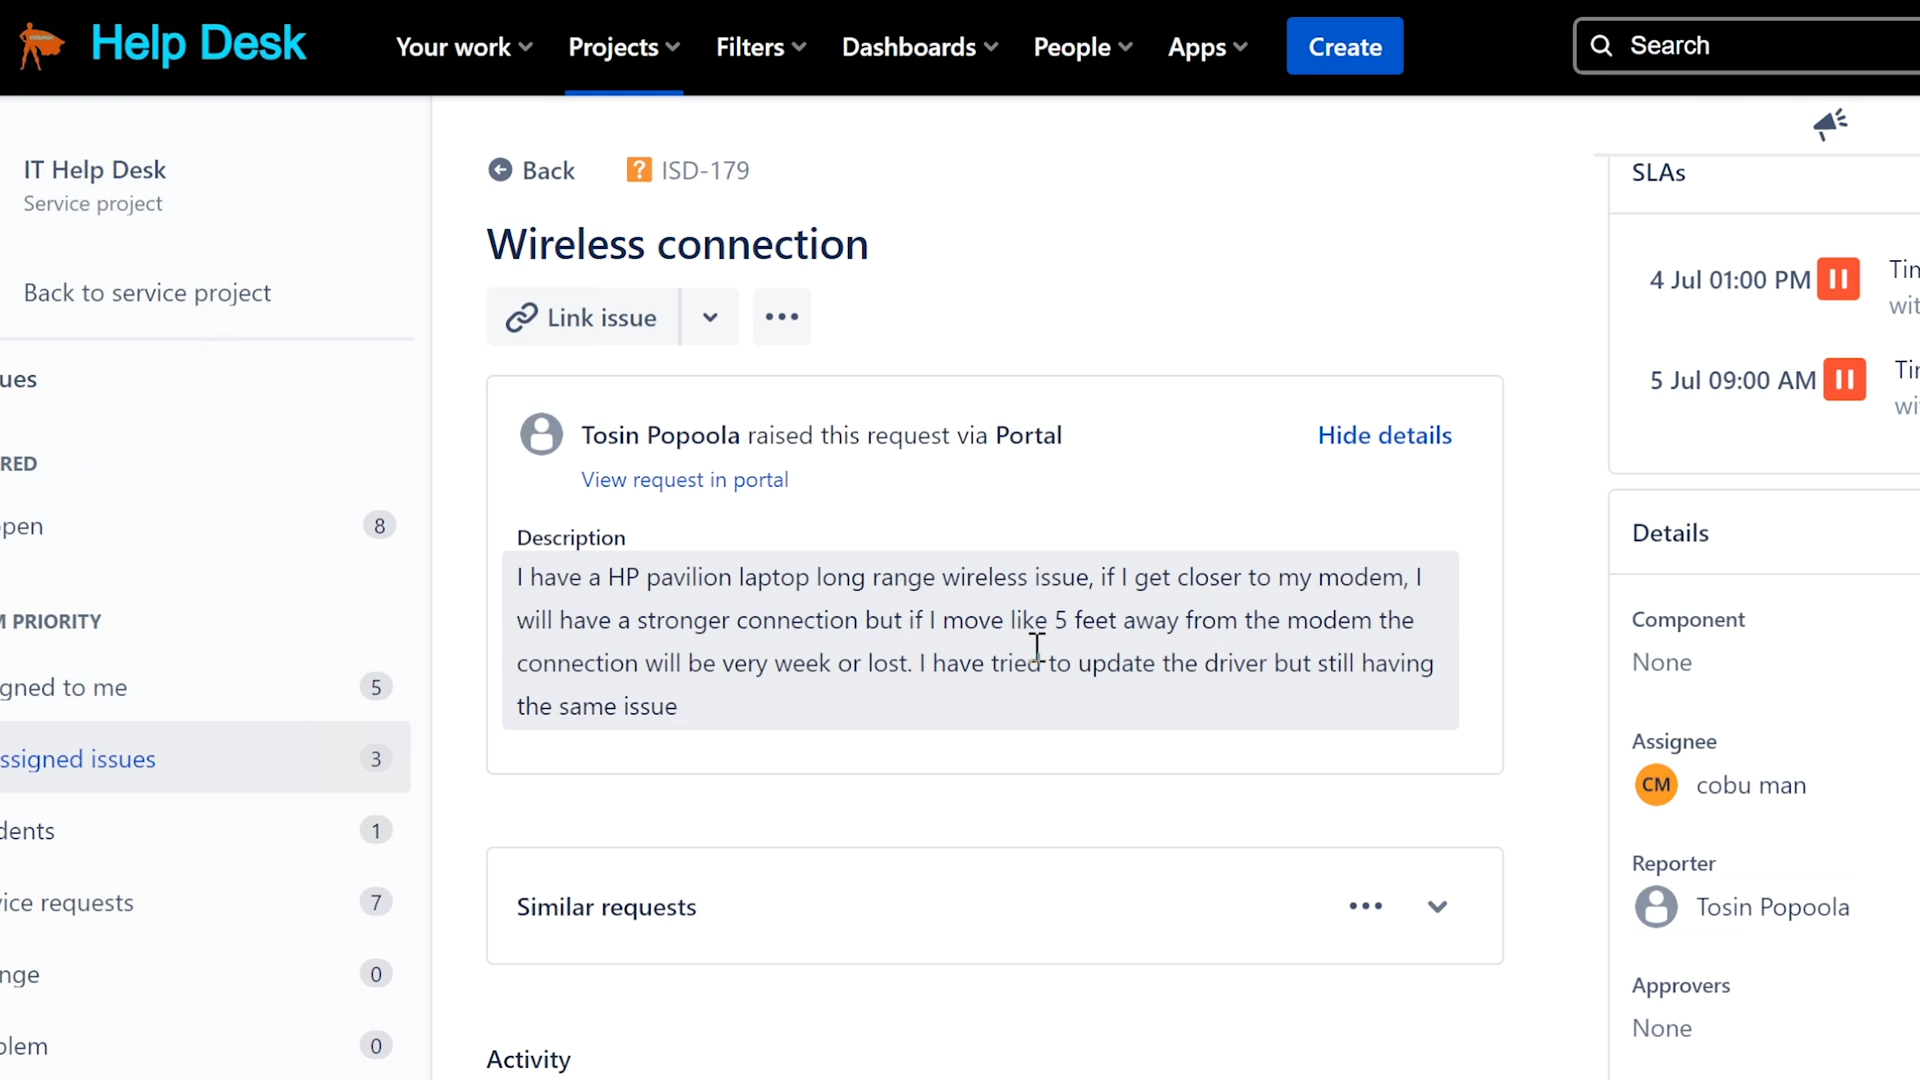 Help Desk
Your work
Projects
Filters
Dashboards
People
Apps
Create
Search
IT Help Desk
Service project
Back to service project
ues
RED
pen 8
M PRIORITY
gned to me 5
ssigned issues 3
dents 1
ice requests 7
nge 0
blem 0
Back
? ISD-179
Wireless connection
Link issue
Tosin Popoola raised this request via Portal
Hide details
View request in portal
Description
I have a HP pavilion laptop long range wireless issue, if I get closer to my modem, I
will have a stronger connection but if I move like 5 feet away from the modem the
connection will be very week or lost. I have tried to update the driver but still having
the same issue
Similar requests
Activity
SLAs
4 Jul 01:00 PM Tim
wit
5 Jul 09:00 AM Tir
wi
Details
Component
None
Assignee
CM cobu man
Reporter
Tosin Popoola
Approvers
None